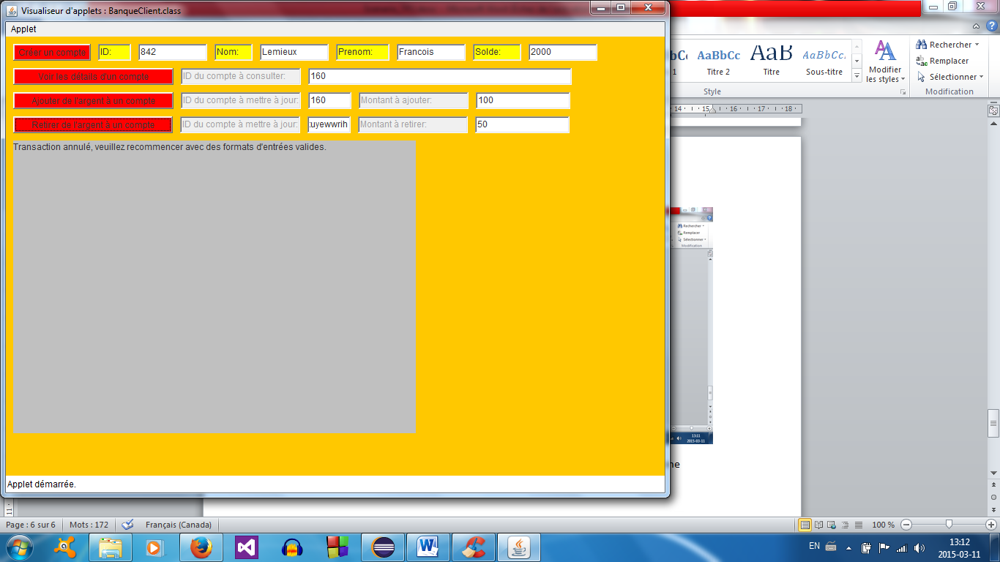 Visualiseur d'applets : BanqueClient.class
Applet
Créer un compte ID: 842 Nom: Lemieux Prenom: Francois Solde: 2000
Voir les détails d'un compte ID du compte à consulter: 160
Ajouter de l'argent à un compte ID du compte à mettre à jour: 160 Montant à ajouter: 100
Retirer de l'argent à un compte ID du compte à mettre à jour: :uyewwrih Montant à retirer: 50
Transaction annulé, veuillez recommencer avec des formats d'entrées valides.
Applet démarrée.
AaBbCc AaB AaBbCc.
1 Titre 2 Titre Sous-titre
Modifier les styles
Rechercher
Remplacer
Sélectionner
Style Modification
14 15 16 17 18
Rechercher
Remplacer
Sélectionner
Modification
13:11
2015-03-11
ne
11
Page : 6 sur 6 Mots : 172 Français (Canada) 100 %
EN 13:12
2015-03-11